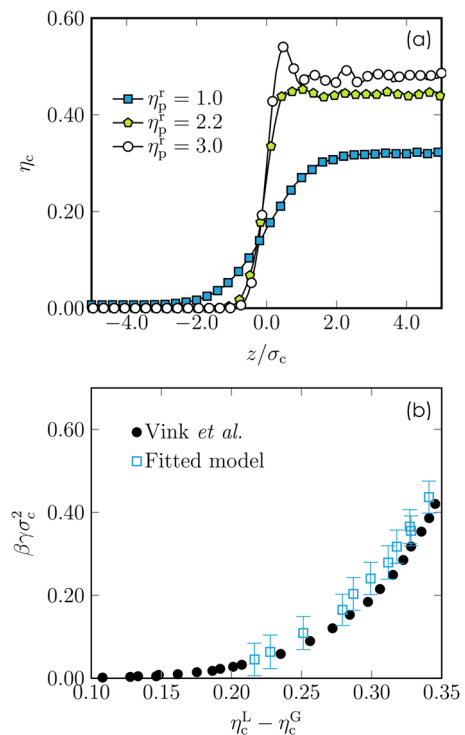 (a)
0.60
0.40
0.20
0.00
η_c
η_p^r = 1.0
η_p^r = 2.2
η_p^r = 3.0
−4.0 −2.0 0.0 2.0 4.0
z/σ_c
(b)
0.60
0.40
0.20
0.00
βγσ_c^2
Vink et al.
Fitted model
0.10 0.15 0.20 0.25 0.30 0.35
η_c^L − η_c^G